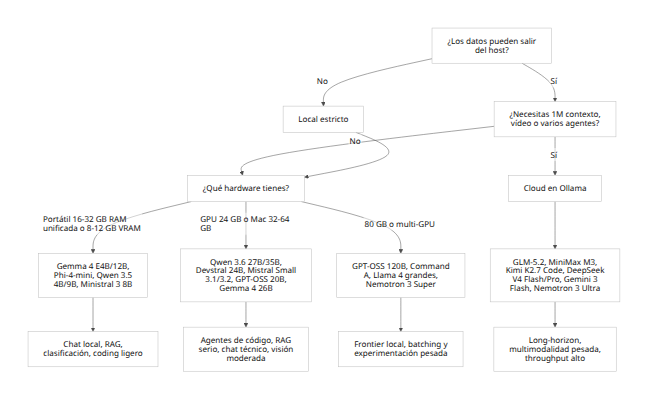 ¿Los datos pueden salir
del host?
No
Sí
Local estricto
¿Necesitas 1M contexto,
vídeo o varios agentes?
No
Sí
¿Qué hardware tienes?
Cloud en Ollama
Portátil 16-32 GB RAM
unificada o 8-12 GB VRAM
GPU 24 GB o Mac 32-64
GB
80 GB o multi-GPU
Gemma 4 E4B/12B,
Phi-4-mini, Qwen 3.5
4B/9B, Ministral 3 8B
Qwen 3.6 27B/35B,
Devstral 24B, Mistral Small
3.1/3.2, GPT-OSS 20B,
Gemma 4 26B
GPT-OSS 120B, Command
A, Llama 4 grandes,
Nemotron 3 Super
GLM-5.2, MiniMax M3,
Kimi K2.7 Code, DeepSeek
V4 Flash/Pro, Gemini 3
Flash, Nemotron 3 Ultra
Chat local, RAG,
clasificación, coding ligero
Agentes de código, RAG
serio, chat técnico, visión
moderada
Frontier local, batching y
experimentación pesada
Long-horizon,
multimodalidad pesada,
throughput alto